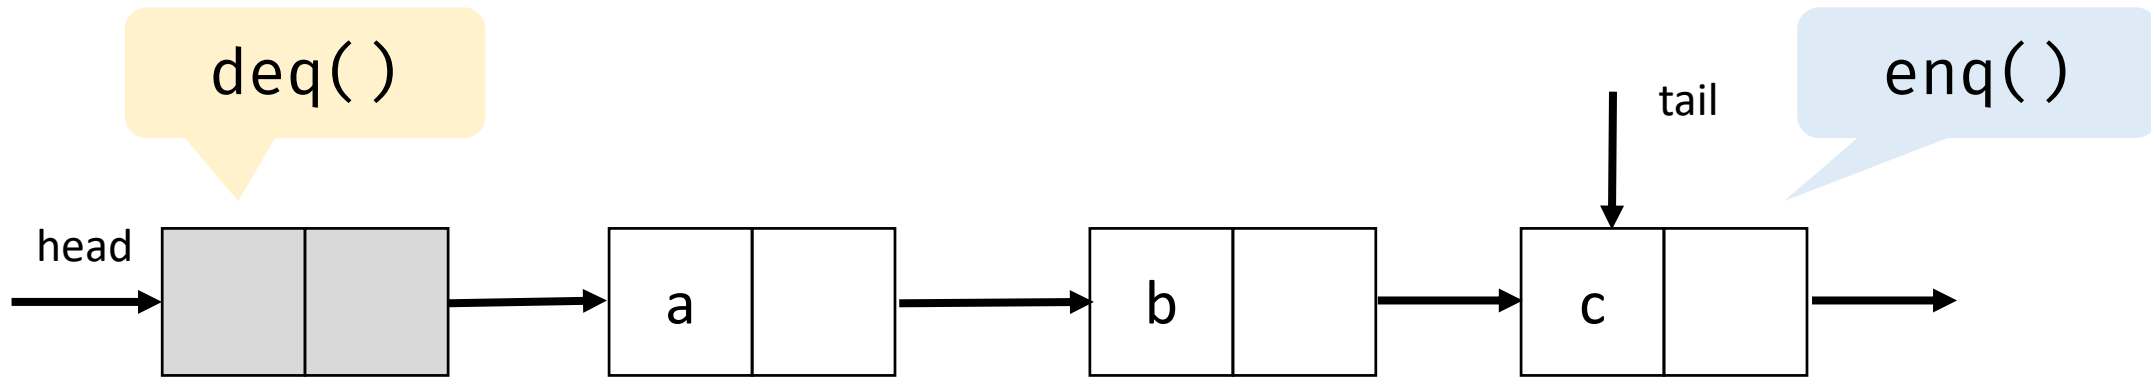 deq()
enq()
tail
head
a
b
c